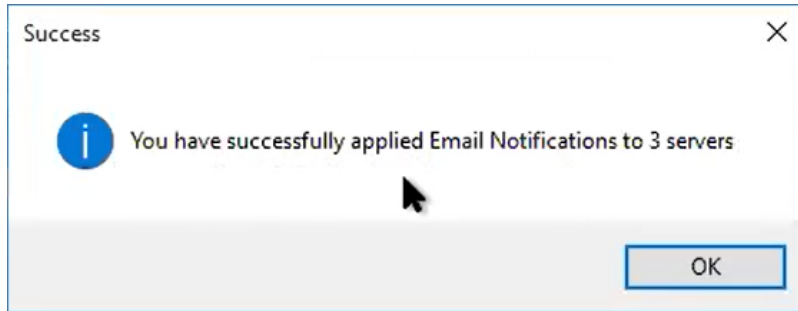 Success
You have successfully applied Email Notifications to 3 servers
OK